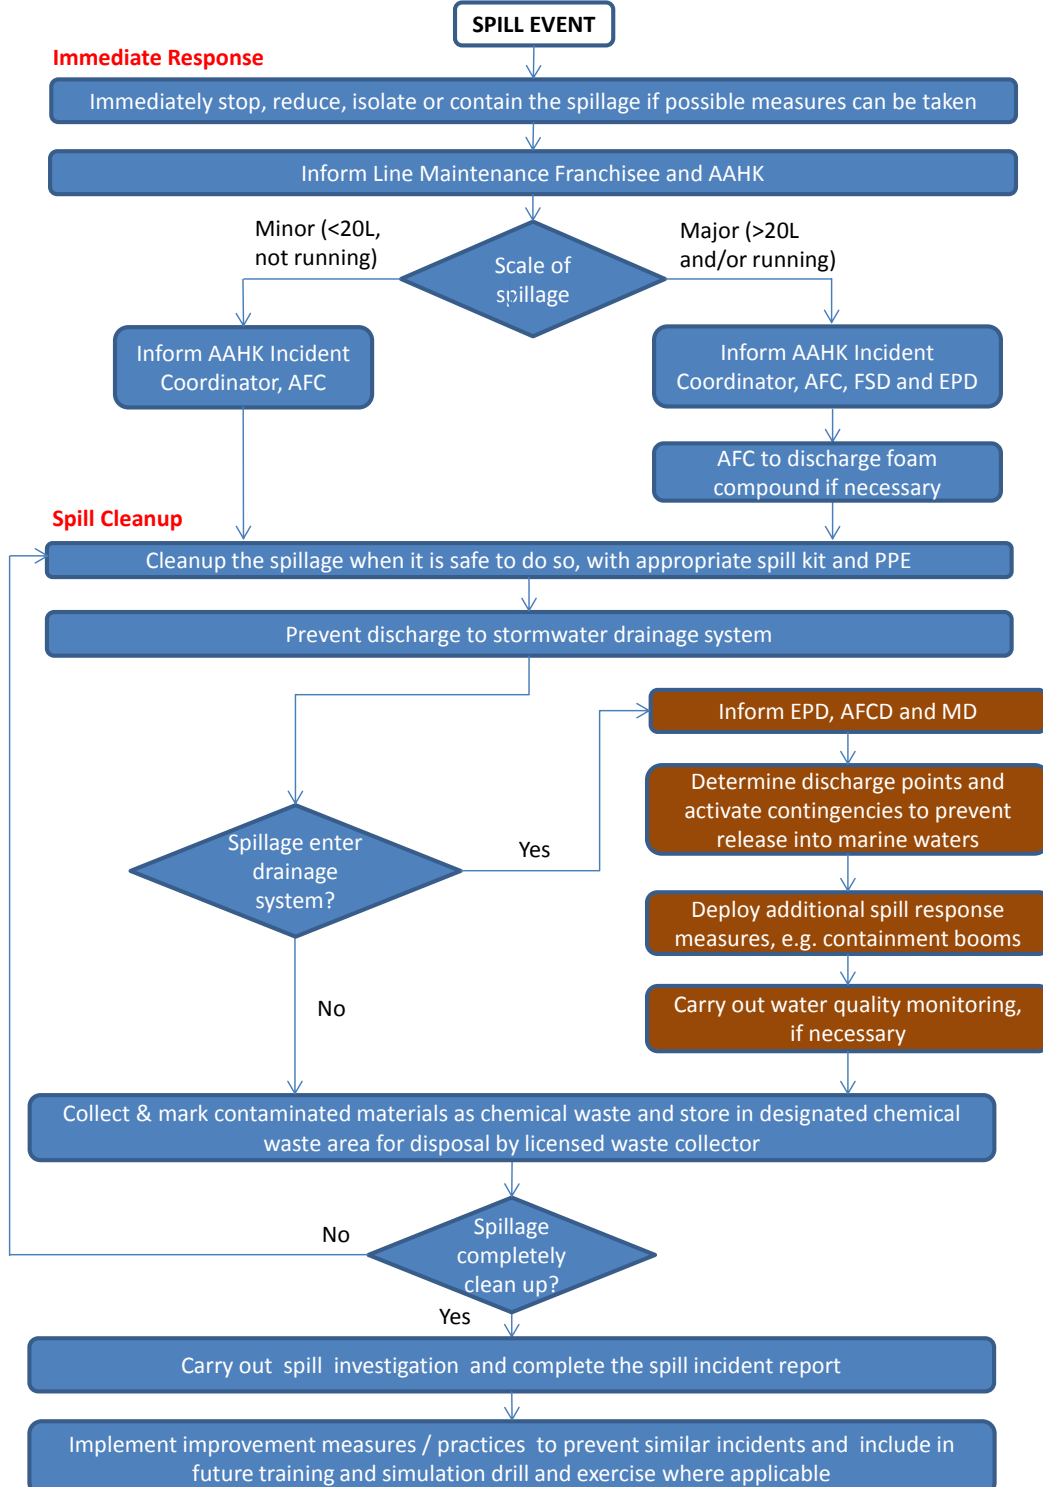 SPILL EVENT
Immediate Response
Immediately stop, reduce, isolate or contain the spillage if possible measures can be taken
Inform Line Maintenance Franchisee and AAHK
Minor (<20L,
not running)
Scale of
spillage
Major (>20L
and/or running)
Inform AAHK Incident
Coordinator, AFC
Inform AAHK Incident
Coordinator, AFC, FSD and EPD
AFC to discharge foam
compound if necessary
Spill Cleanup
Cleanup the spillage when it is safe to do so, with appropriate spill kit and PPE
Prevent discharge to stormwater drainage system
Inform EPD, AFCD and MD
Determine discharge points and
activate contingencies to prevent
release into marine waters
Spillage enter
drainage
system?
Yes
Deploy additional spill response
measures, e.g. containment booms
No
Carry out water quality monitoring,
if necessary
Collect & mark contaminated materials as chemical waste and store in designated chemical
waste area for disposal by licensed waste collector
No
Spillage
completely
clean up?
Yes
Carry out spill investigation and complete the spill incident report
Implement improvement measures / practices to prevent similar incidents and include in
future training and simulation drill and exercise where applicable